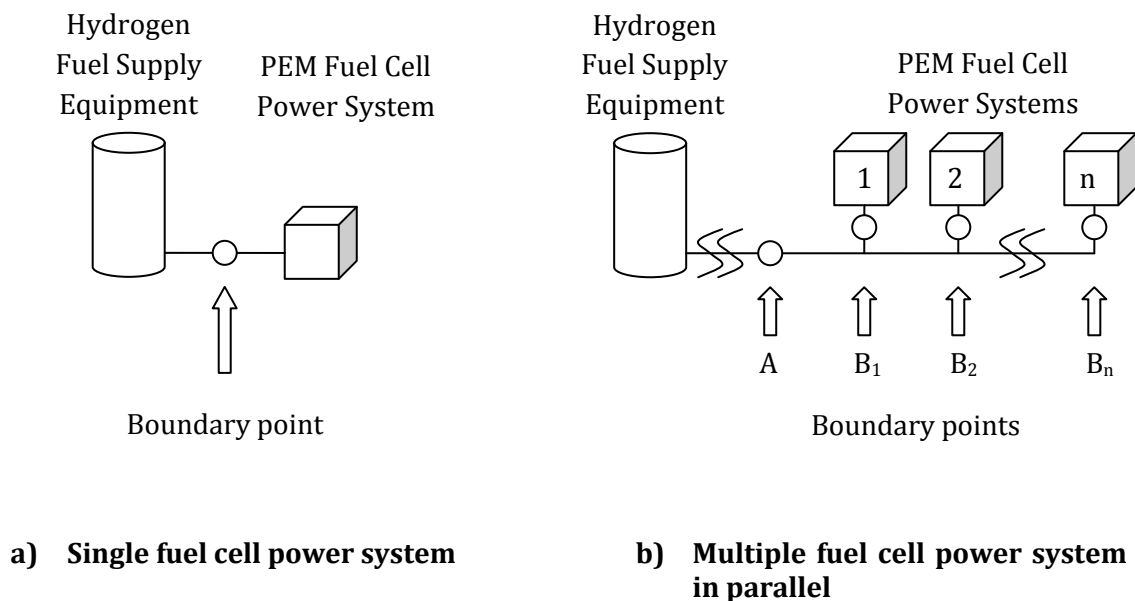 Hydrogen
Fuel Supply
Equipment
PEM Fuel Cell
Power System
Boundary point
a) Single fuel cell power system
Hydrogen
Fuel Supply
Equipment
PEM Fuel Cell
Power Systems
1 2 n
A B₁ B₂ Bₙ
Boundary points
b) Multiple fuel cell power system
in parallel